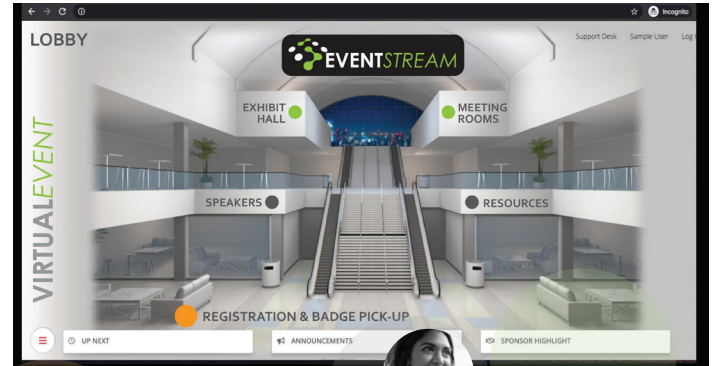 Incognito
LOBBY
Support Desk Sample User Log
EVENTSTREAM
EXHIBIT
HALL
MEETING
ROOMS
VIRTUALEVENT
SPEAKERS
RESOURCES
REGISTRATION & BADGE PICK-UP
UP NEXT
ANNOUNCEMENTS
SPONSOR HIGHLIGHT